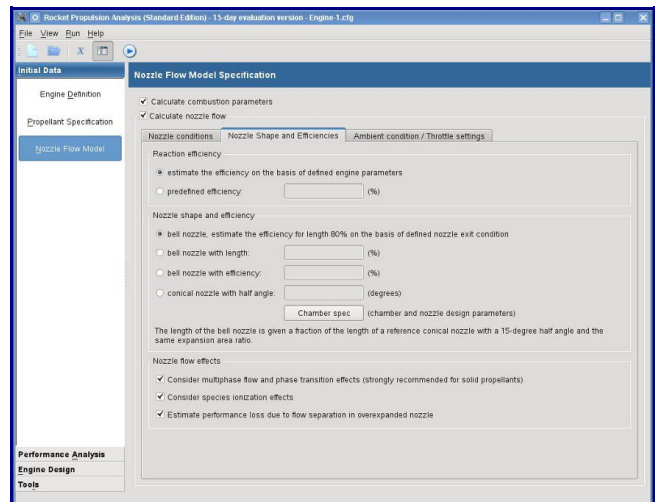 Rocket Propulsion Analysis (Standard Edition) - 15-day evaluation version - Engine-1.cfg
File View Run Help
X
Initial Data
Engine Definition
Propellant Specification
Nozzle Flow Model
Nozzle Flow Model Specification
Calculate combustion parameters
Calculate nozzle flow
Nozzle conditions Nozzle Shape and Efficiencies Ambient condition / Throttle settings
Reaction efficiency
estimate the efficiency on the basis of defined engine parameters
predefined efficiency: (%)
Nozzle shape and efficiency
bell nozzle, estimate the efficiency for length 80% on the basis of defined nozzle exit condition
bell nozzle with length: (%)
bell nozzle with efficiency: (%)
conical nozzle with half angle: (degrees)
Chamber spec (chamber and nozzle design parameters)
The length of the bell nozzle is given a fraction of the length of a reference conical nozzle with a 15-degree half angle and the
same expansion area ratio.
Nozzle flow effects
Consider multiphase flow and phase transition effects (strongly recommended for solid propellants)
Consider species ionization effects
Estimate performance loss due to flow separation in overexpanded nozzle
Performance Analysis
Engine Design
Tools